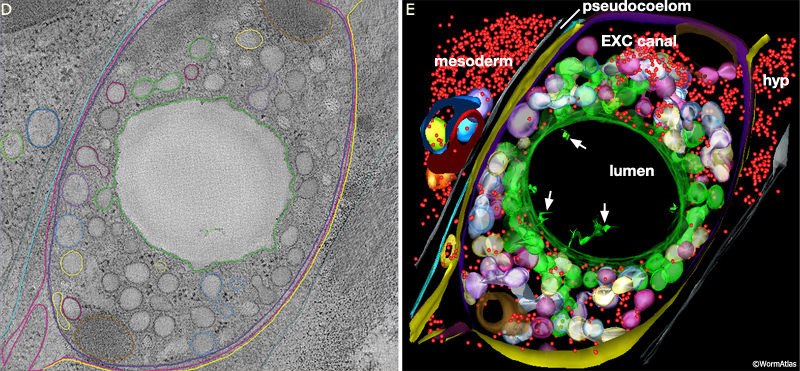 D
E
pseudocoelom
EXC canal
mesoderm
hyp
lumen
©WormAtlas